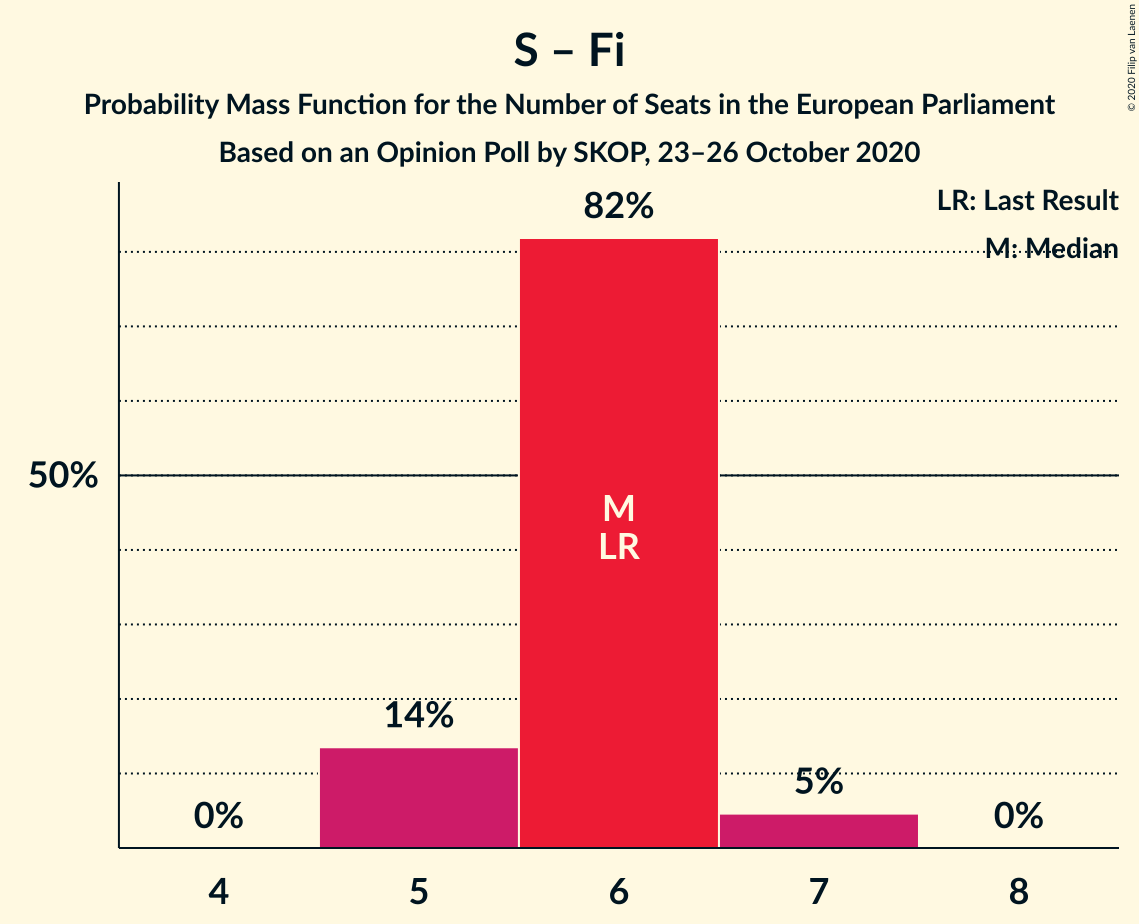 S – Fi
Probability Mass Function for the Number of Seats in the European Parliament
Based on an Opinion Poll by SKOP, 23–26 October 2020
© 2020 Filip van Laenen
LR: Last Result
M: Median
82%
50%
M
LR
14%
5%
0%
0%
4 5 6 7 8